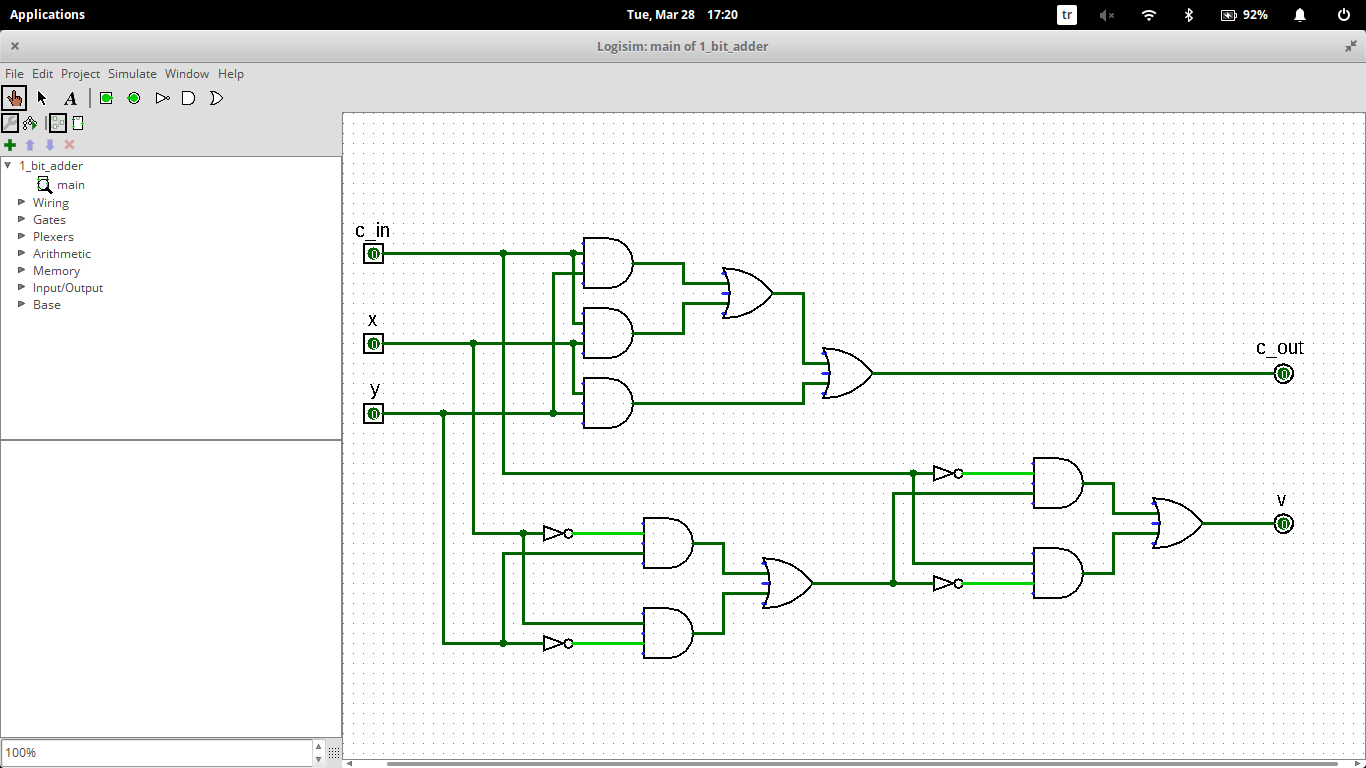 Applications
Tue, Mar 28 17:20
tr
92%
Logisim: main of 1_bit_adder
File Edit Project Simulate Window Help
A
1_bit_adder
main
Wiring
Gates
Plexers
Arithmetic
Memory
Input/Output
Base
100%
c_in
0
x
0
y
0
c_out
0
v
0